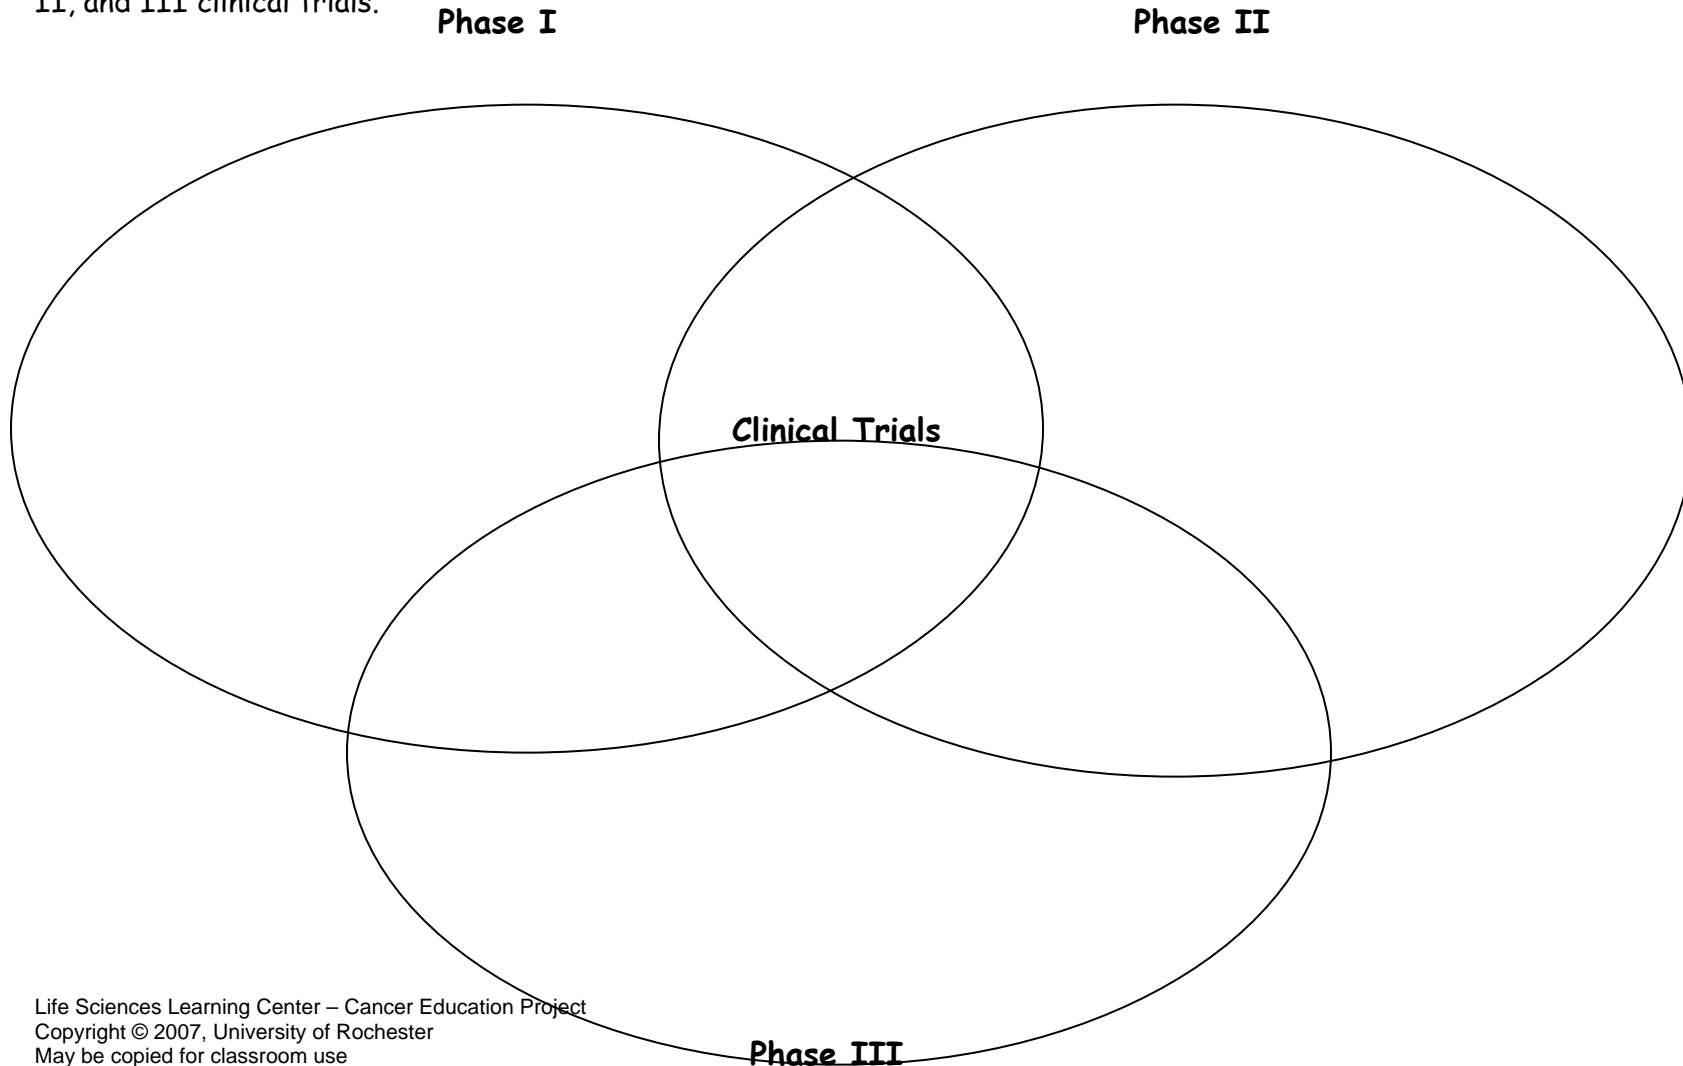 II, and III clinical trials.
Phase I
Phase II
Clinical Trials
Life Sciences Learning Center – Cancer Education Project
Copyright © 2007, University of Rochester
May be copied for classroom use
Phase III